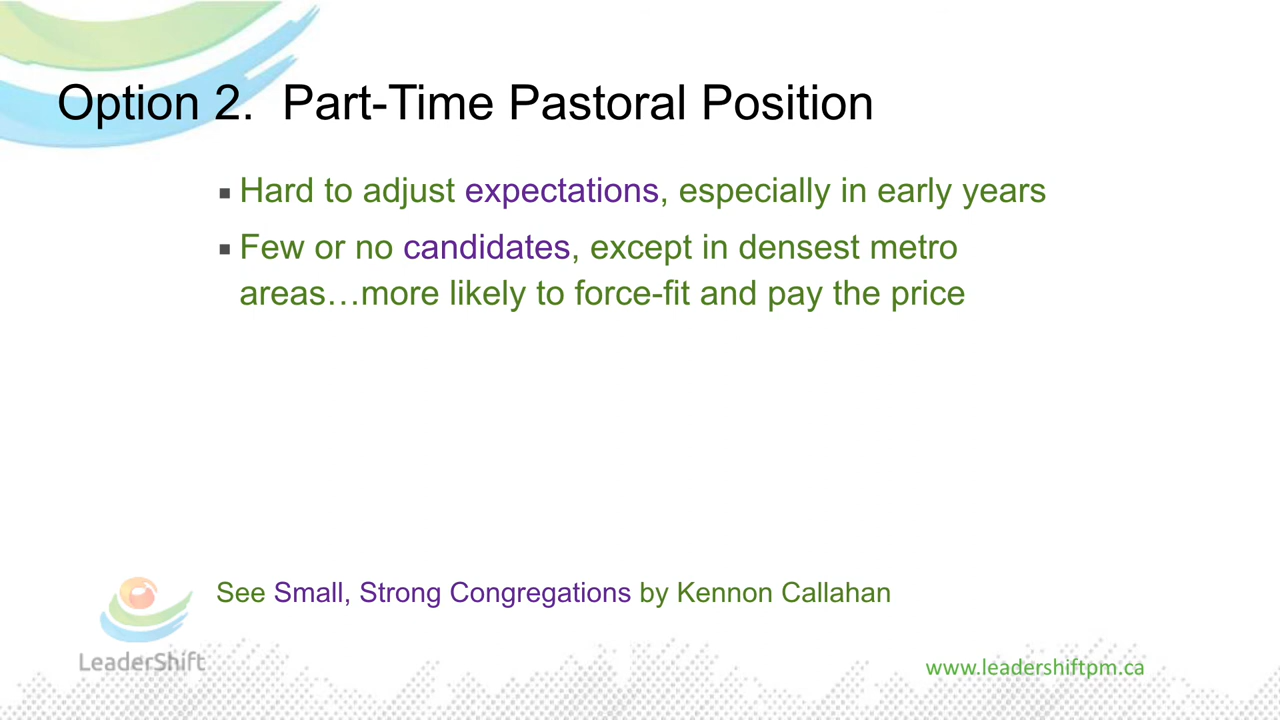 Option 2.  Part-Time Pastoral Position
▪ Hard to adjust expectations, especially in early years
▪ Few or no candidates, except in densest metro
areas…more likely to force-fit and pay the price
See Small, Strong Congregations by Kennon Callahan
LeaderShift
www.leadershiftpm.ca